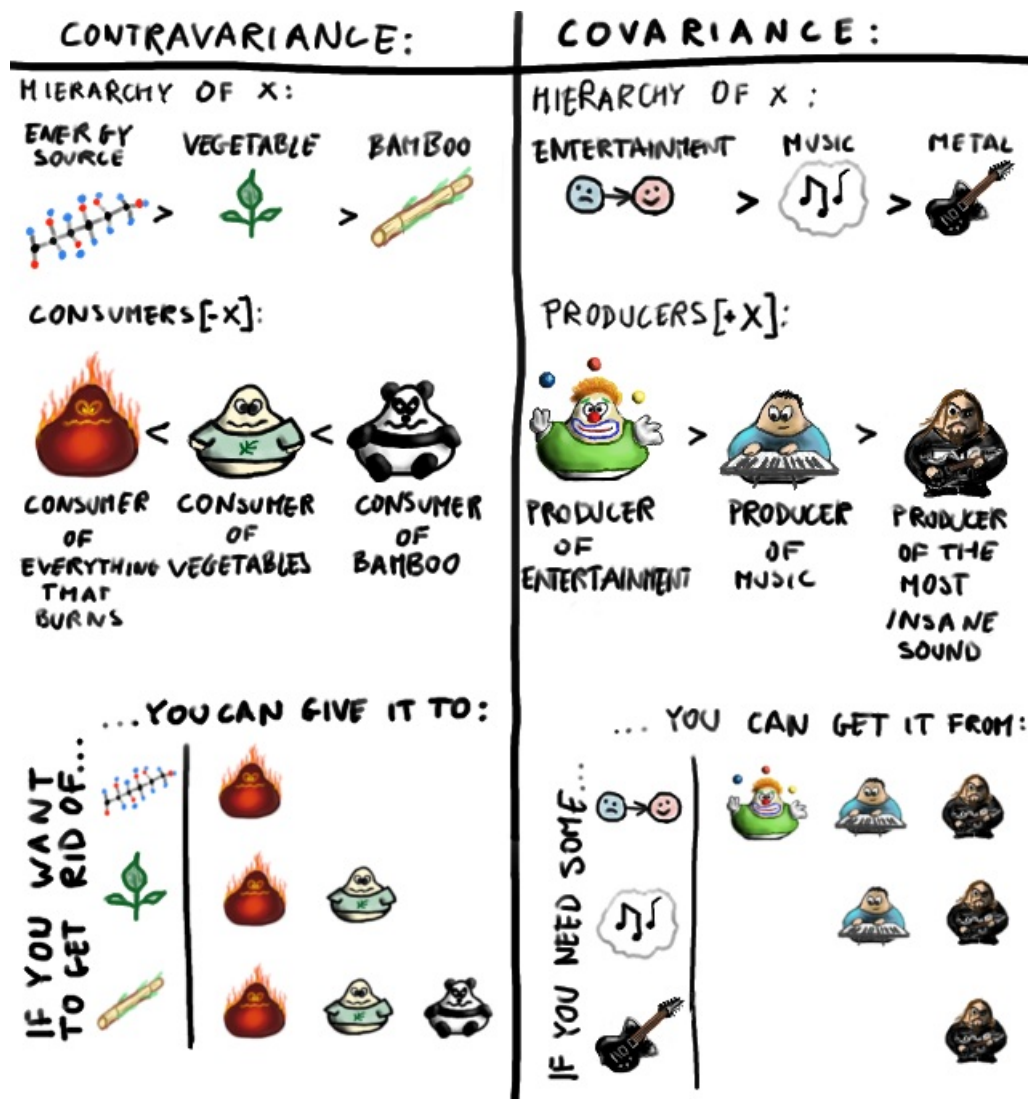 CONTRAVARIANCE:
HIERARCHY OF X:
ENERGY
SOURCE
VEGETABLE
BAMBOO
>
>
CONSUMERS[-X]:
<
<
CONSUMER
OF
EVERYTHING
THAT
BURNS
CONSUMER
OF
VEGETABLES
CONSUMER
OF
BAMBOO
...YOU CAN GIVE IT TO:
IF YOU WANT
TO GET RID OF...
COVARIANCE:
HIERARCHY OF X:
ENTERTAINMENT
MUSIC
METAL
>
>
PRODUCERS[+X]:
>
>
PRODUCER
OF
ENTERTAINMENT
PRODUCER
OF
MUSIC
PRODUCER
OF THE
MOST
INSANE
SOUND
...YOU CAN GET IT FROM:
IF YOU NEED SOME...